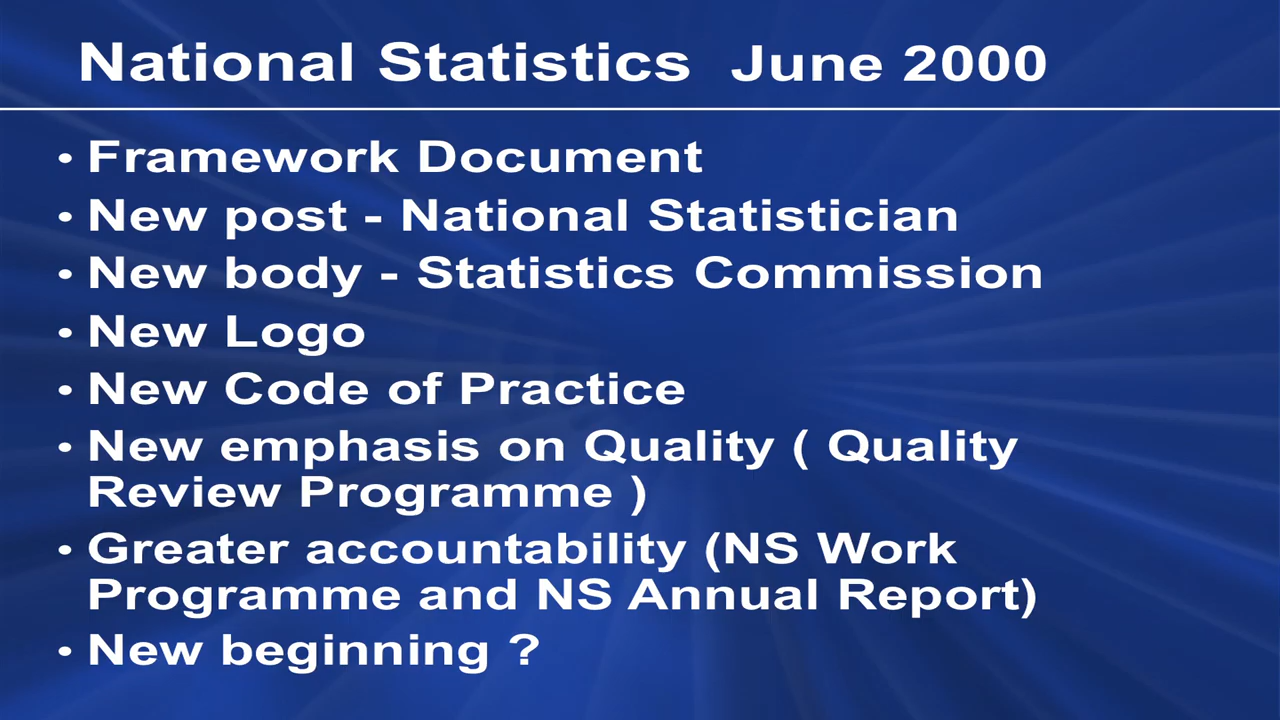 National Statistics June 2000
• Framework Document
• New post - National Statistician
• New body - Statistics Commission
• New Logo
• New Code of Practice
• New emphasis on Quality ( Quality
Review Programme )
• Greater accountability (NS Work
Programme and NS Annual Report)
• New beginning ?